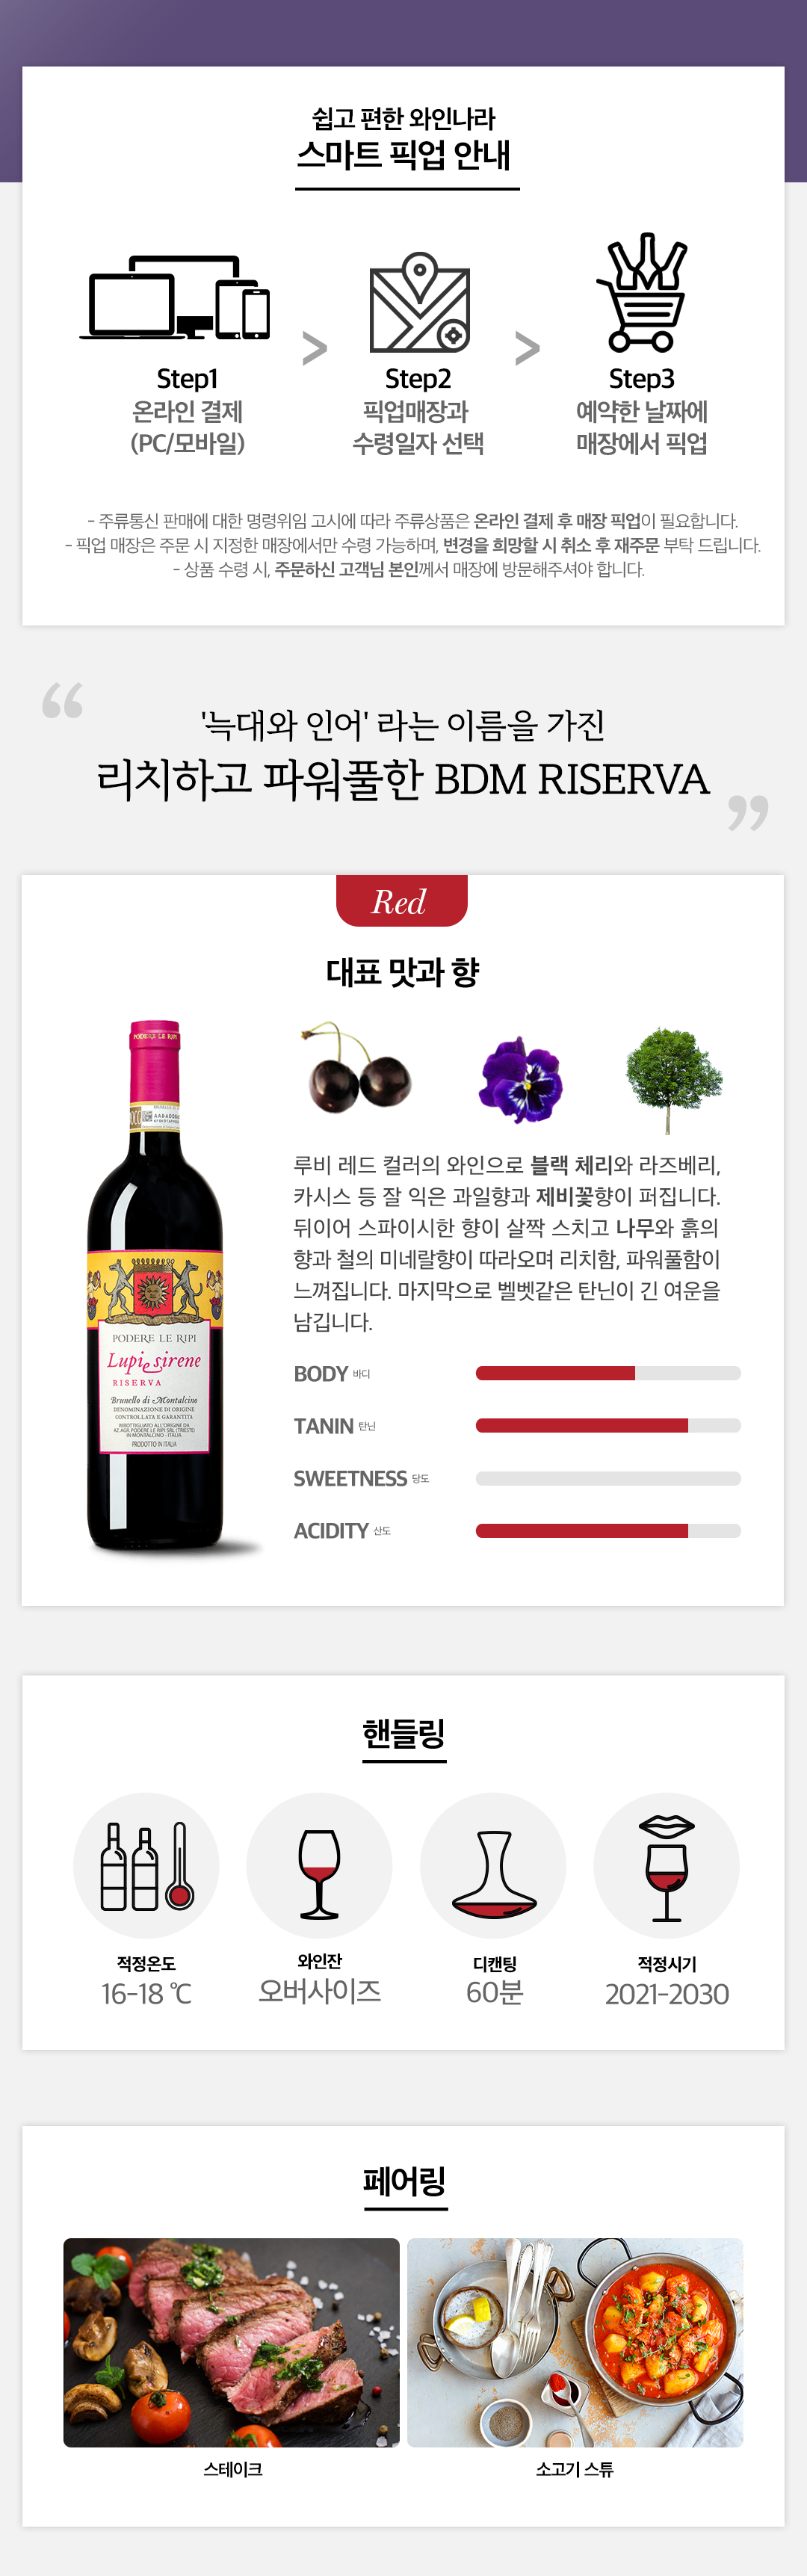 쉽고 편한 와인나라
스마트 픽업 안내
Step1
온라인 결제
(PC/모바일)
>
Step2
픽업매장과
수령일자 선택
>
Step3
예약한 날짜에
매장에서 픽업
- 주류통신 판매에 대한 명령위임 고시에 따라 주류상품은 온라인 결제 후 매장 픽업이 필요합니다.
- 픽업 매장은 주문 시 지정한 매장에서만 수령 가능하며, 변경을 희망할 시 취소 후 재주문 부탁 드립니다.
- 상품 수령 시, 주문하신 고객님 본인께서 매장에 방문해주셔야 합니다.
“
'늑대와 인어' 라는 이름을 가진
리치하고 파워풀한 BDM RISERVA
”
Red
대표 맛과 향
PODERE LE RIPI
PODERE LE RIPI
Lupi e sirene
RISERVA
Brunello di Montalcino
DENOMINAZIONE DI ORIGINE
CONTROLLATA E GARANTITA
IMBOTTIGLIATO ALL'ORIGINE DA
AZ. AGR. PODERE LE RIPI SRL (TRIESTE)
IN MONTALCINO - ITALIA
PRODOTTO IN ITALIA
루비 레드 컬러의 와인으로 블랙 체리와 라즈베리,
카시스 등 잘 익은 과일향과 제비꽃향이 퍼집니다.
뒤이어 스파이시한 향이 살짝 스치고 나무와 흙의
향과 철의 미네랄향이 따라오며 리치함, 파워풀함이
느껴집니다. 마지막으로 벨벳같은 탄닌이 긴 여운을
남깁니다.
BODY 바디
TANIN 탄닌
SWEETNESS 당도
ACIDITY 산도
핸들링
적정온도
16-18 ℃
와인잔
오버사이즈
디캔팅
60분
적정시기
2021-2030
페어링
스테이크
소고기 스튜